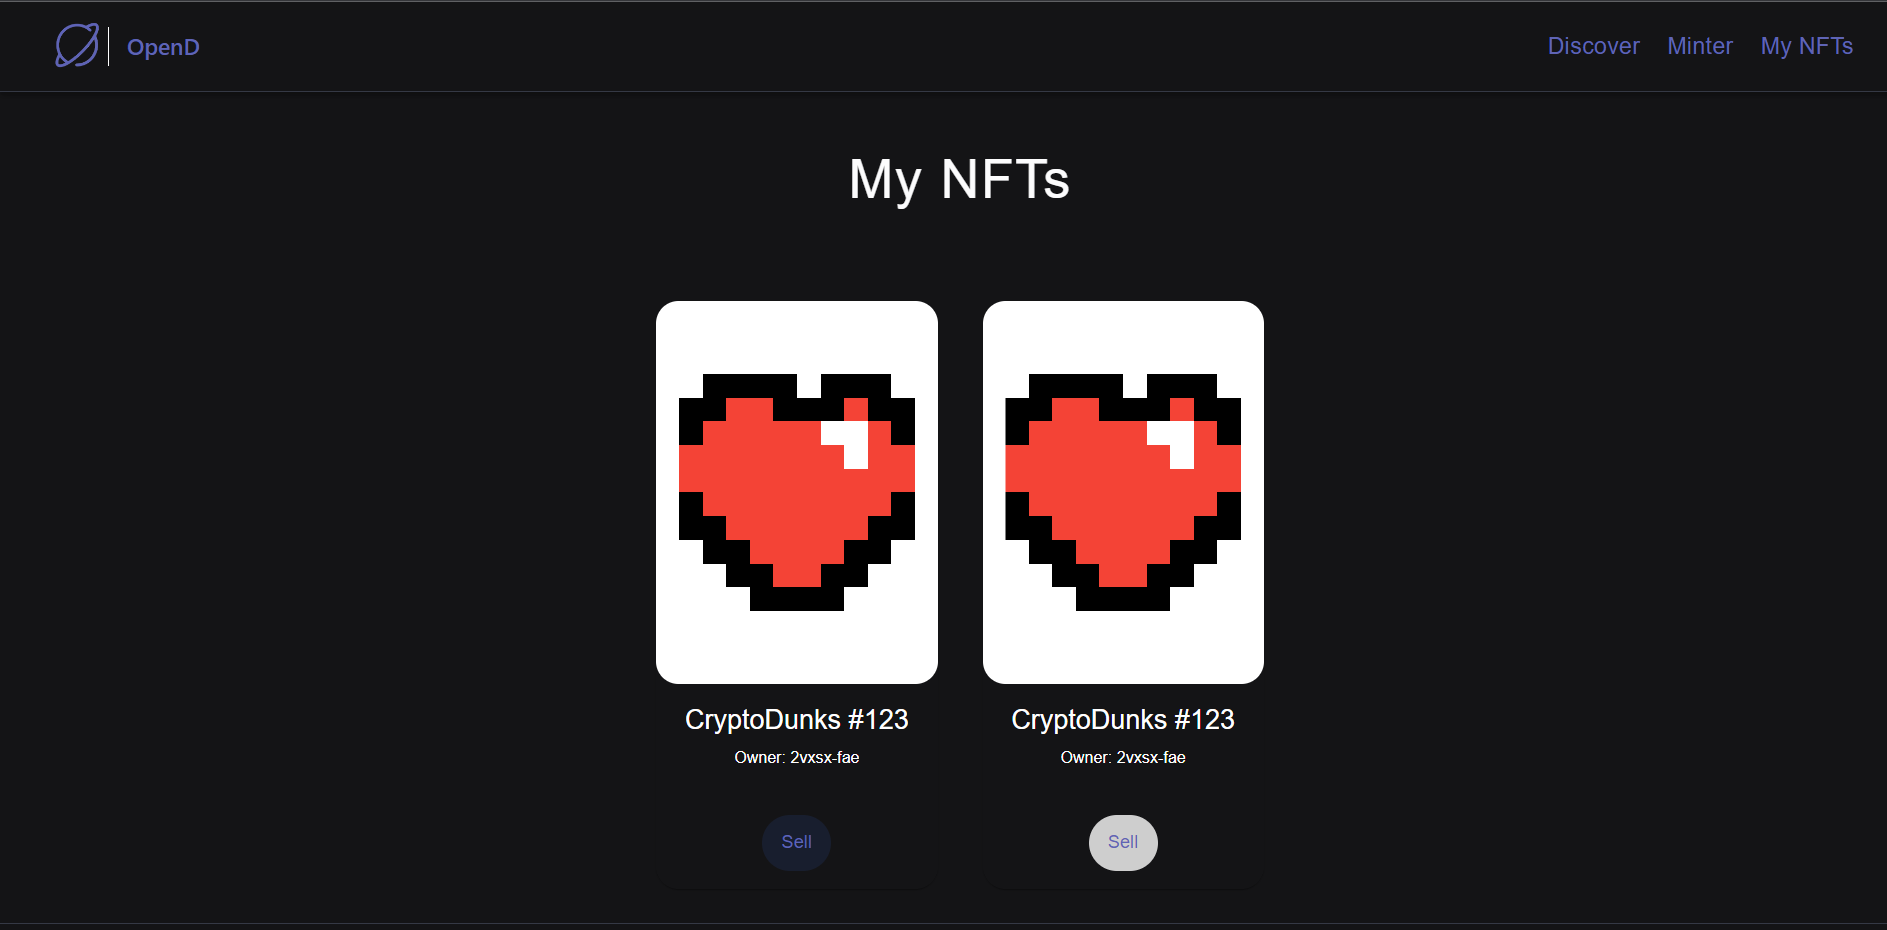 OpenD
Discover Minter My NFTs
My NFTs
CryptoDunks #123
Owner: 2vxsx-fae
Sell
CryptoDunks #123
Owner: 2vxsx-fae
Sell